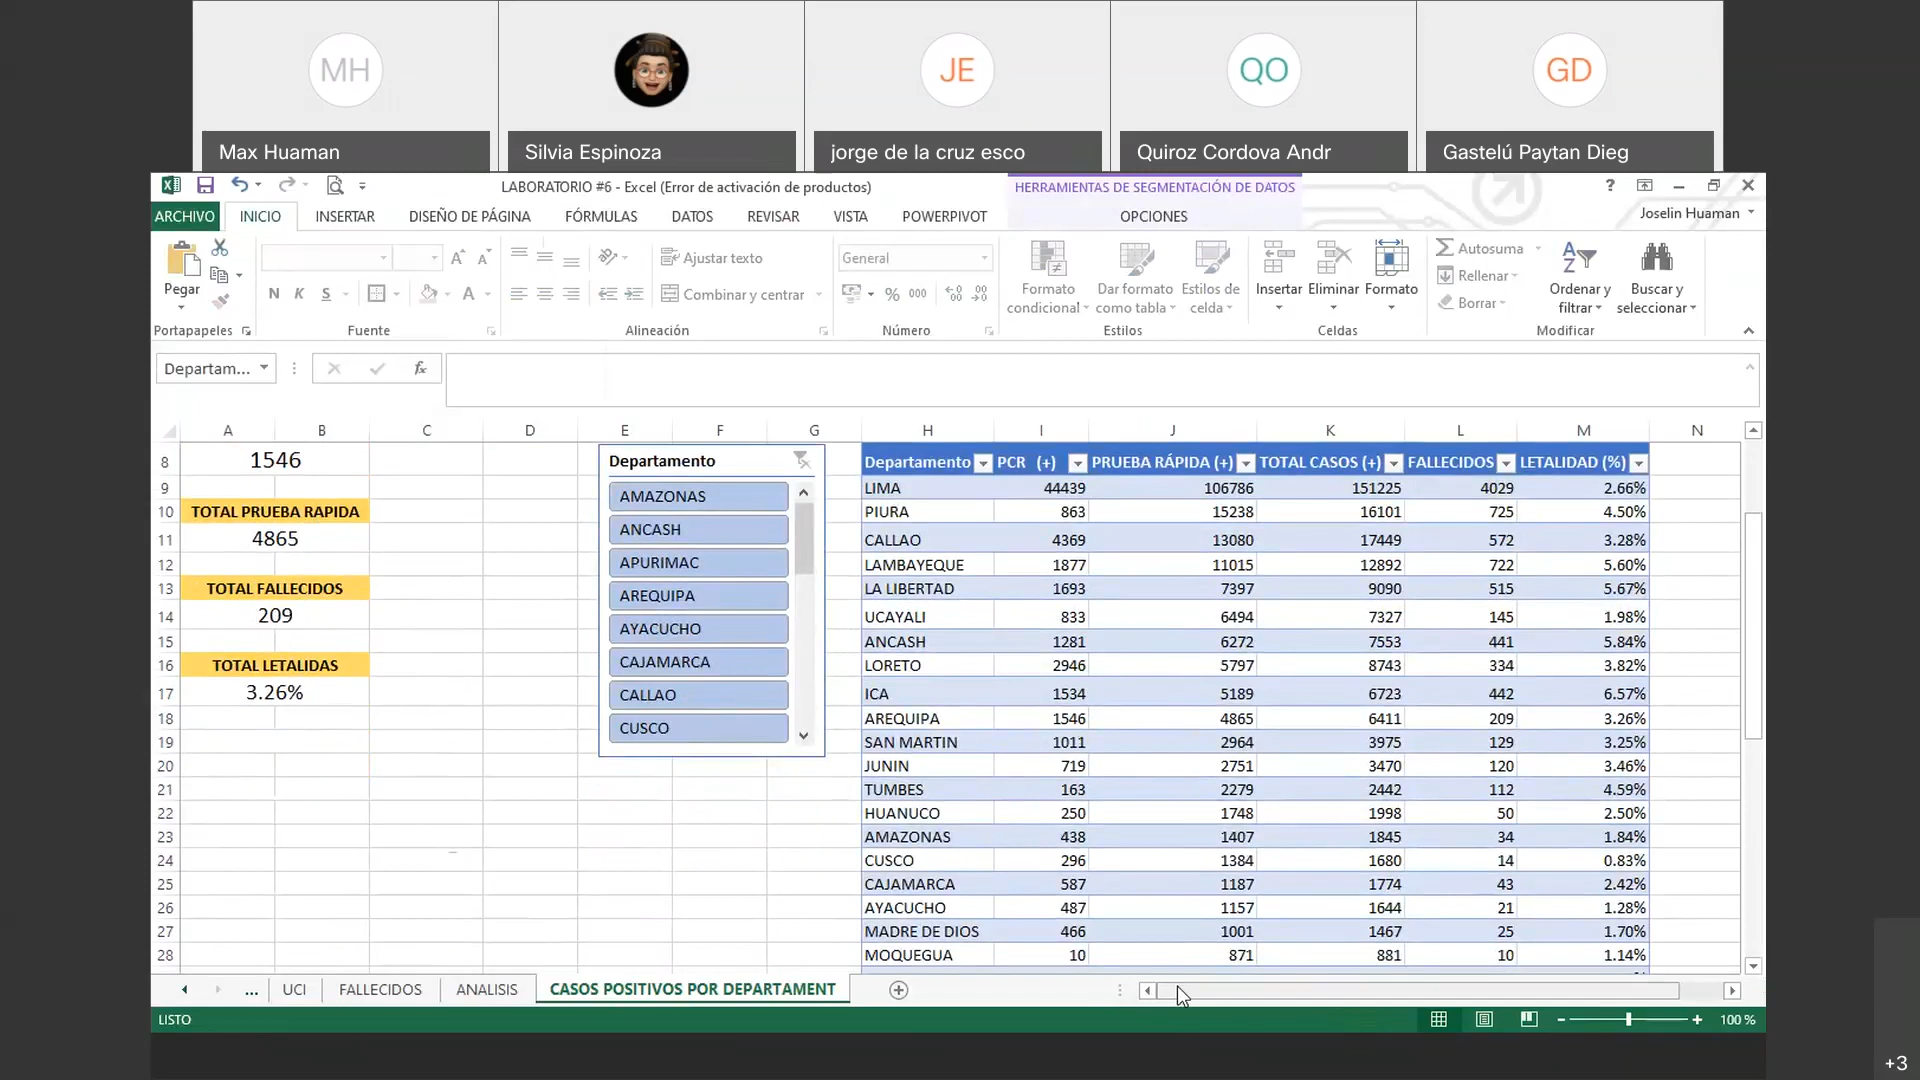 MH
JE
QO
GD
Max Huaman
Silvia Espinoza
jorge de la cruz esco
Quiroz Cordova Andr
Gastelú Paytan Dieg
LABORATORIO #6 - Excel (Error de activación de productos)
HERRAMIENTAS DE SEGMENTACIÓN DE DATOS
?
ARCHIVO INICIO INSERTAR DISEÑO DE PÁGINA FÓRMULAS DATOS REVISAR VISTA POWERPIVOT OPCIONES Joselin Huaman
Pegar
Ajustar texto
General
Formato condicional
Dar formato como tabla
Estilos de celda
Insertar
Eliminar
Formato
Autosuma
Rellenar
Borrar
Ordenar y filtrar
Buscar y seleccionar
N K S
Combinar y centrar
% 000
Portapapeles Fuente Alineación Número Estilos Celdas Modificar
Departam... fx
A B C D E F G H I J K L M N
8 1546
9
10 TOTAL PRUEBA RAPIDA
11 4865
12
13 TOTAL FALLECIDOS
14 209
15
16 TOTAL LETALIDAS
17 3.26%
18
19
20
21
22
23
24
25
26
27
28
Departamento
AMAZONAS
ANCASH
APURIMAC
AREQUIPA
AYACUCHO
CAJAMARCA
CALLAO
CUSCO
Departamento PCR (+) PRUEBA RÁPIDA (+) TOTAL CASOS (+) FALLECIDOS LETALIDAD (%)
LIMA 44439 106786 151225 4029 2.66%
PIURA 863 15238 16101 725 4.50%
CALLAO 4369 13080 17449 572 3.28%
LAMBAYEQUE 1877 11015 12892 722 5.60%
LA LIBERTAD 1693 7397 9090 515 5.67%
UCAYALI 833 6494 7327 145 1.98%
ANCASH 1281 6272 7553 441 5.84%
LORETO 2946 5797 8743 334 3.82%
ICA 1534 5189 6723 442 6.57%
AREQUIPA 1546 4865 6411 209 3.26%
SAN MARTIN 1011 2964 3975 129 3.25%
JUNIN 719 2751 3470 120 3.46%
TUMBES 163 2279 2442 112 4.59%
HUANUCO 250 1748 1998 50 2.50%
AMAZONAS 438 1407 1845 34 1.84%
CUSCO 296 1384 1680 14 0.83%
CAJAMARCA 587 1187 1774 43 2.42%
AYACUCHO 487 1157 1644 21 1.28%
MADRE DE DIOS 466 1001 1467 25 1.70%
MOQUEGUA 10 871 881 10 1.14%
... UCI FALLECIDOS ANALISIS CASOS POSITIVOS POR DEPARTAMENT
LISTO
100 %
+3